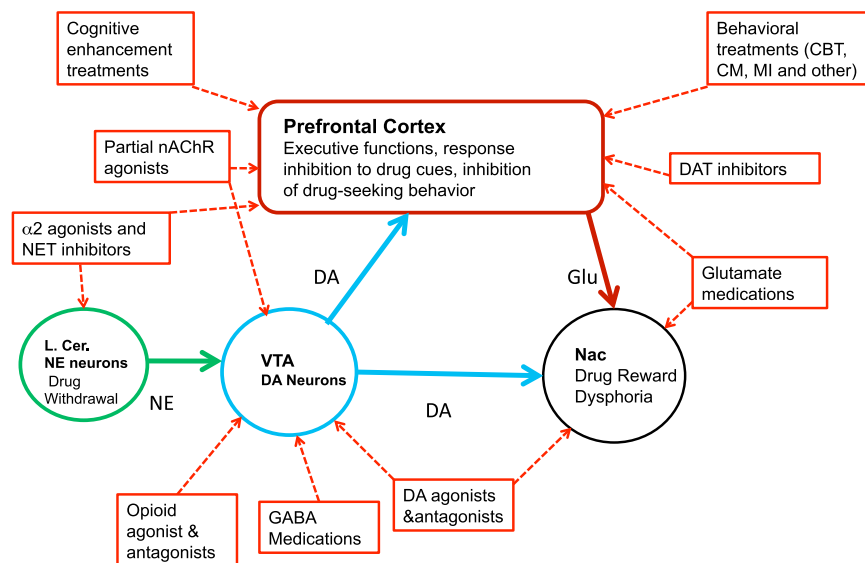 Cognitive
enhancement
treatments
Behavioral
treatments (CBT,
CM, MI and other)
Prefrontal Cortex
Executive functions, response
inhibition to drug cues, inhibition
of drug-seeking behavior
Partial nAChR
agonists
DAT inhibitors
α2 agonists and
NET inhibitors
DA
Glu
Glutamate
medications
L. Cer.
NE neurons
Drug
Withdrawal
NE
VTA
DA Neurons
DA
Nac
Drug Reward
Dysphoria
Opioid
agonist &
antagonists
GABA
Medications
DA agonists
&antagonists